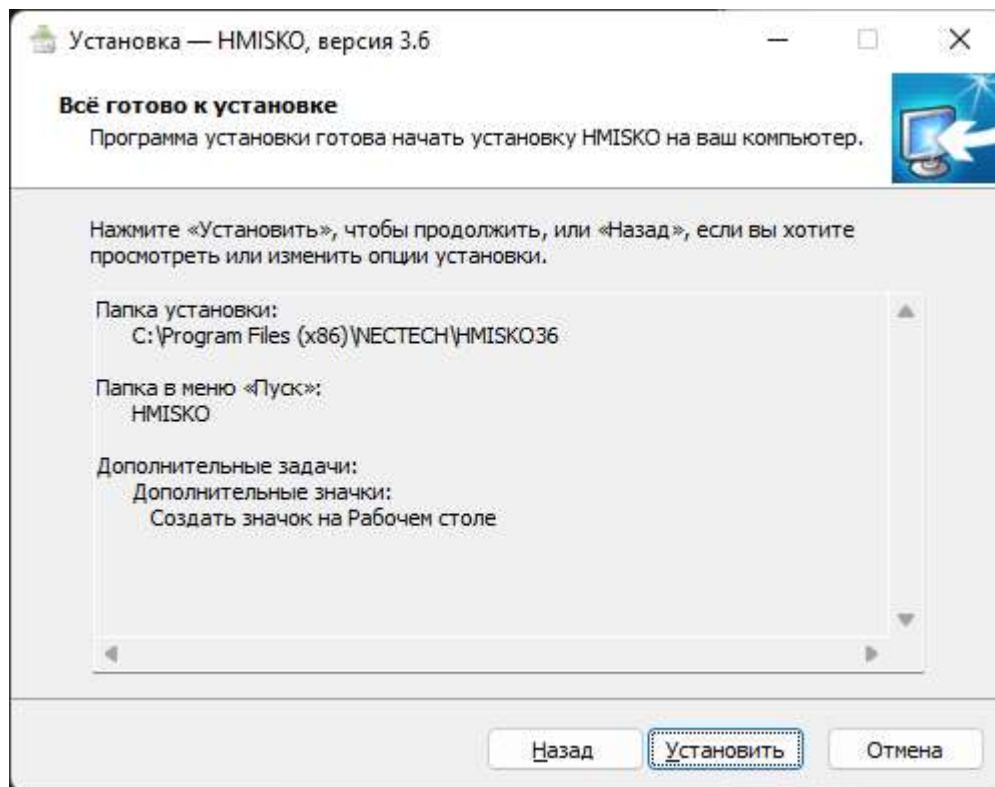 Установка — HMISKO, версия 3.6
Всё готово к установке
Программа установки готова начать установку HMISKO на ваш компьютер.
Нажмите «Установить», чтобы продолжить, или «Назад», если вы хотите
просмотреть или изменить опции установки.
Папка установки:
C:\Program Files (x86)\NECTECH\HMISKO36
Папка в меню «Пуск»:
HMISKO
Дополнительные задачи:
Дополнительные значки:
Создать значок на Рабочем столе
Назад
Установить
Отмена